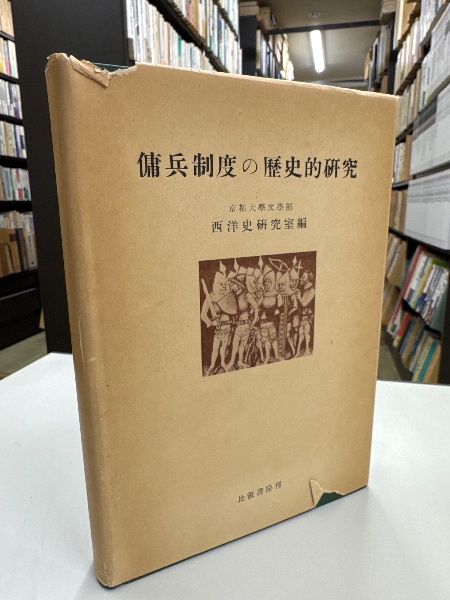 傭兵制度の歴史的研究
京都大學文學部
西洋史研究室編
比叡書房刊